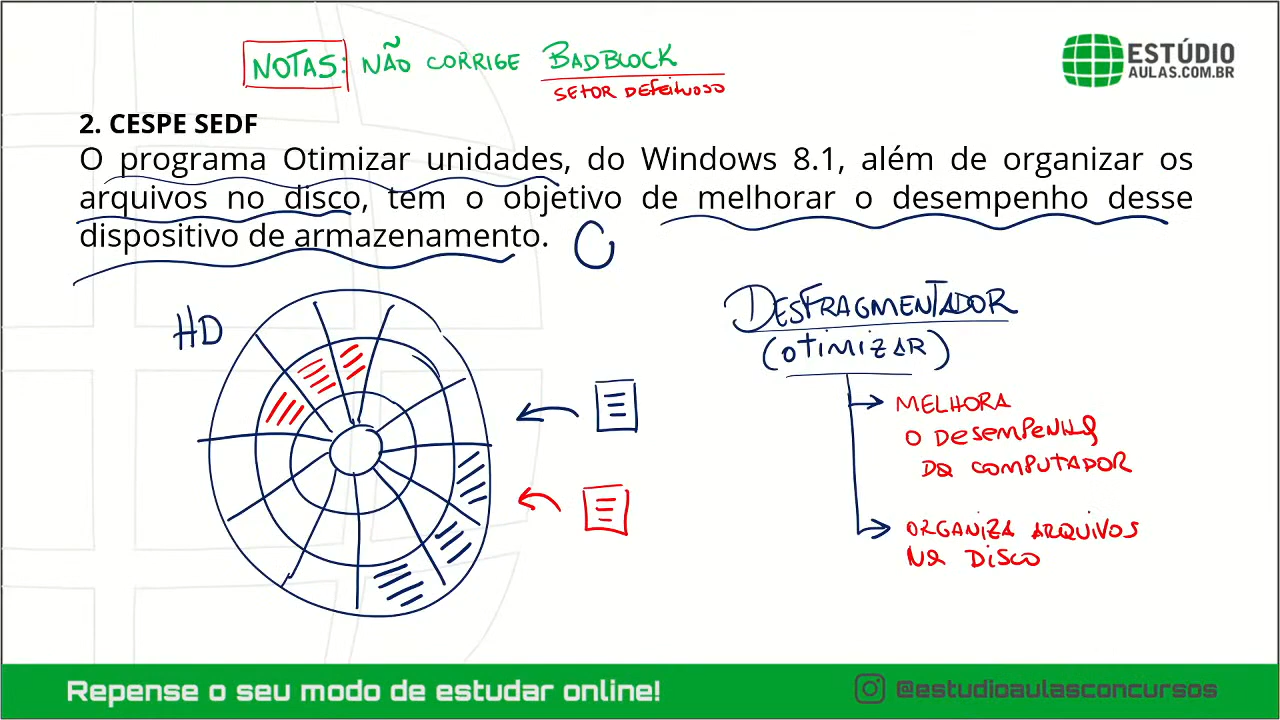 NOTAS: NÃO CORRIGE BADBLOCK
SETOR DEFEITUOSO
ESTÚDIO
AULAS.COM.BR
2. CESPE SEDF
O programa Otimizar unidades, do Windows 8.1, além de organizar os
arquivos no disco, tem o objetivo de melhorar o desempenho desse
dispositivo de armazenamento. C
HD
DESFRAGMENTADOR
(OTIMIZAR)
MELHORA
O DESEMPENHO
DO COMPUTADOR
ORGANIZA ARQUIVOS
NO DISCO
Repense o seu modo de estudar online!
@estudioaulasconcursos